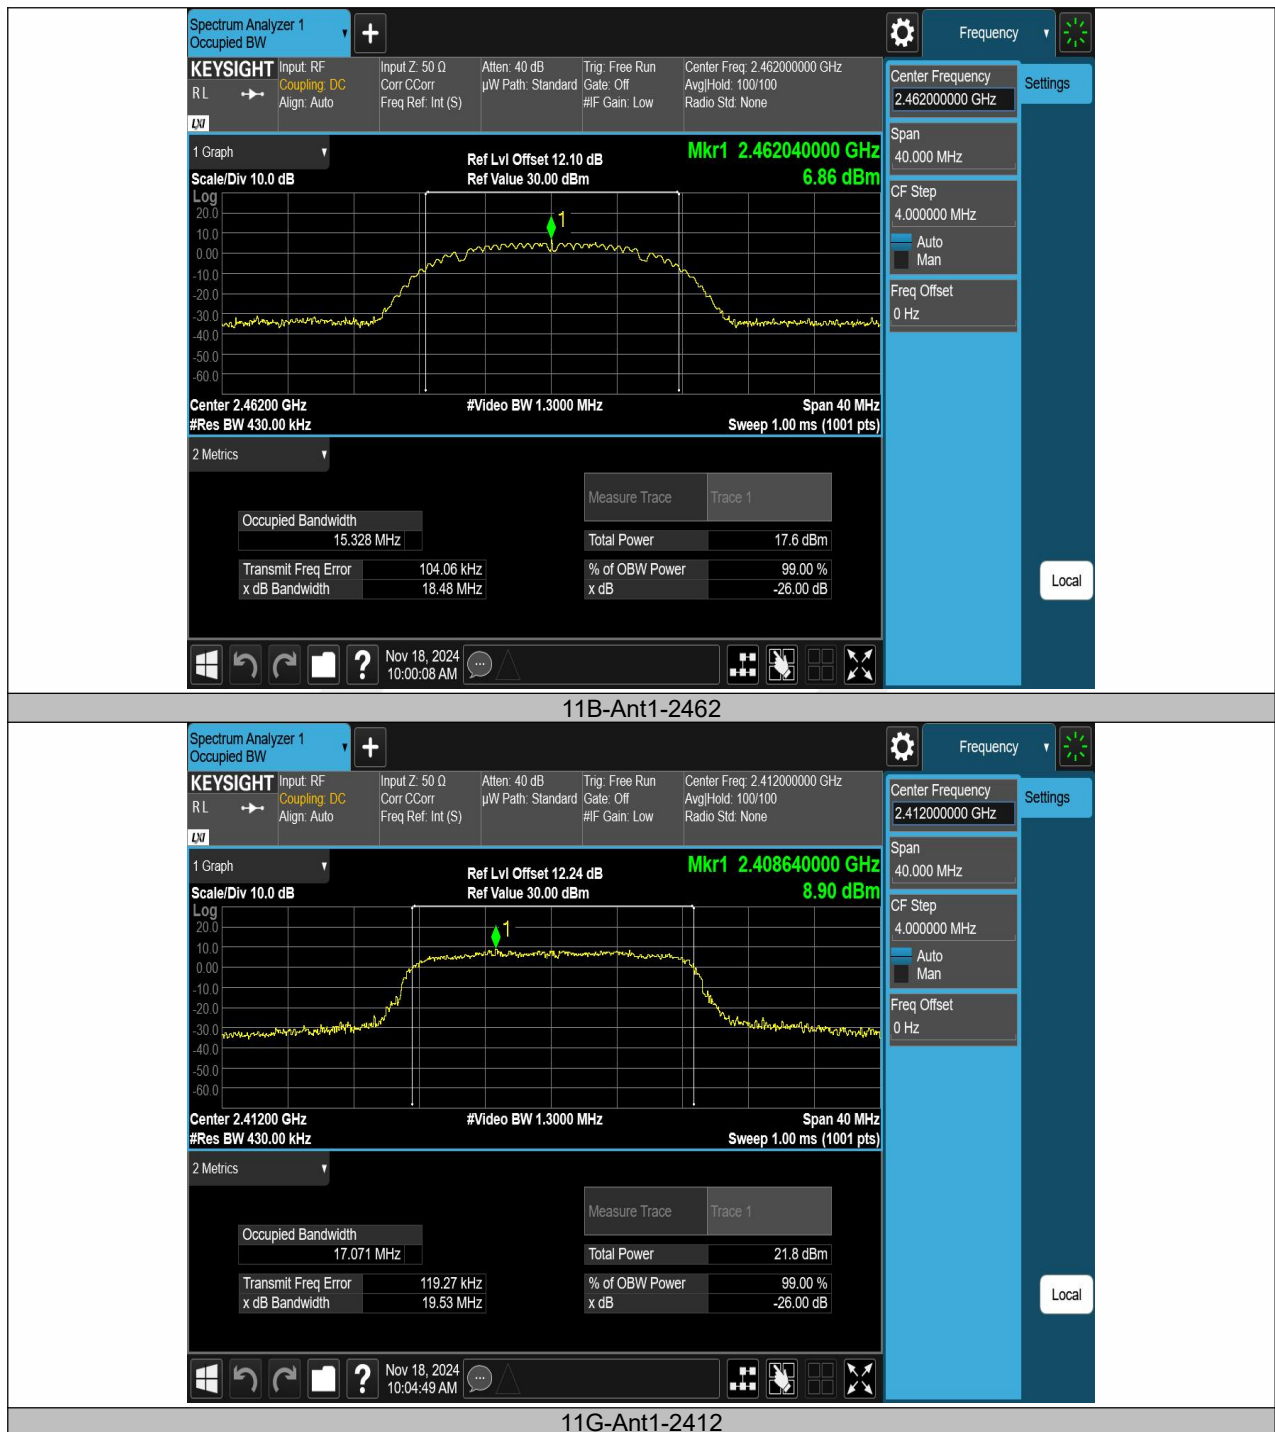 Spectrum Analyzer 1
Occupied BW
+
Frequency
KEYSIGHT
R L
LXI
Input: RF
Coupling: DC
Align: Auto
Input Z: 50 Ω
Corr CCorr
Freq Ref: Int (S)
Atten: 40 dB
µW Path: Standard
Trig: Free Run
Gate: Off
#IF Gain: Low
Center Freq: 2.462000000 GHz
Avg|Hold: 100/100
Radio Std: None
Center Frequency
2.462000000 GHz
Settings
Span
40.000 MHz
CF Step
4.000000 MHz
Auto
Man
Freq Offset
0 Hz
Local
1 Graph
Scale/Div 10.0 dB
Ref Lvl Offset 12.10 dB
Ref Value 30.00 dBm
Mkr1 2.462040000 GHz
6.86 dBm
Log
20.0
10.0
0.00
-10.0
-20.0
-30.0
-40.0
-50.0
-60.0
1
Center 2.46200 GHz
#Res BW 430.00 kHz
#Video BW 1.3000 MHz
Span 40 MHz
Sweep 1.00 ms (1001 pts)
2 Metrics
Measure Trace Trace 1
Occupied Bandwidth
15.328 MHz
Total Power 17.6 dBm
Transmit Freq Error 104.06 kHz
% of OBW Power 99.00 %
x dB Bandwidth 18.48 MHz
x dB -26.00 dB
?
Nov 18, 2024
10:00:08 AM
11B-Ant1-2462
Spectrum Analyzer 1
Occupied BW
+
Frequency
KEYSIGHT
R L
LXI
Input: RF
Coupling: DC
Align: Auto
Input Z: 50 Ω
Corr CCorr
Freq Ref: Int (S)
Atten: 40 dB
µW Path: Standard
Trig: Free Run
Gate: Off
#IF Gain: Low
Center Freq: 2.412000000 GHz
Avg|Hold: 100/100
Radio Std: None
Center Frequency
2.412000000 GHz
Settings
Span
40.000 MHz
CF Step
4.000000 MHz
Auto
Man
Freq Offset
0 Hz
Local
1 Graph
Scale/Div 10.0 dB
Ref Lvl Offset 12.24 dB
Ref Value 30.00 dBm
Mkr1 2.408640000 GHz
8.90 dBm
Log
20.0
10.0
0.00
-10.0
-20.0
-30.0
-40.0
-50.0
-60.0
1
Center 2.41200 GHz
#Res BW 430.00 kHz
#Video BW 1.3000 MHz
Span 40 MHz
Sweep 1.00 ms (1001 pts)
2 Metrics
Measure Trace Trace 1
Occupied Bandwidth
17.071 MHz
Total Power 21.8 dBm
Transmit Freq Error 119.27 kHz
% of OBW Power 99.00 %
x dB Bandwidth 19.53 MHz
x dB -26.00 dB
?
Nov 18, 2024
10:04:49 AM
11G-Ant1-2412